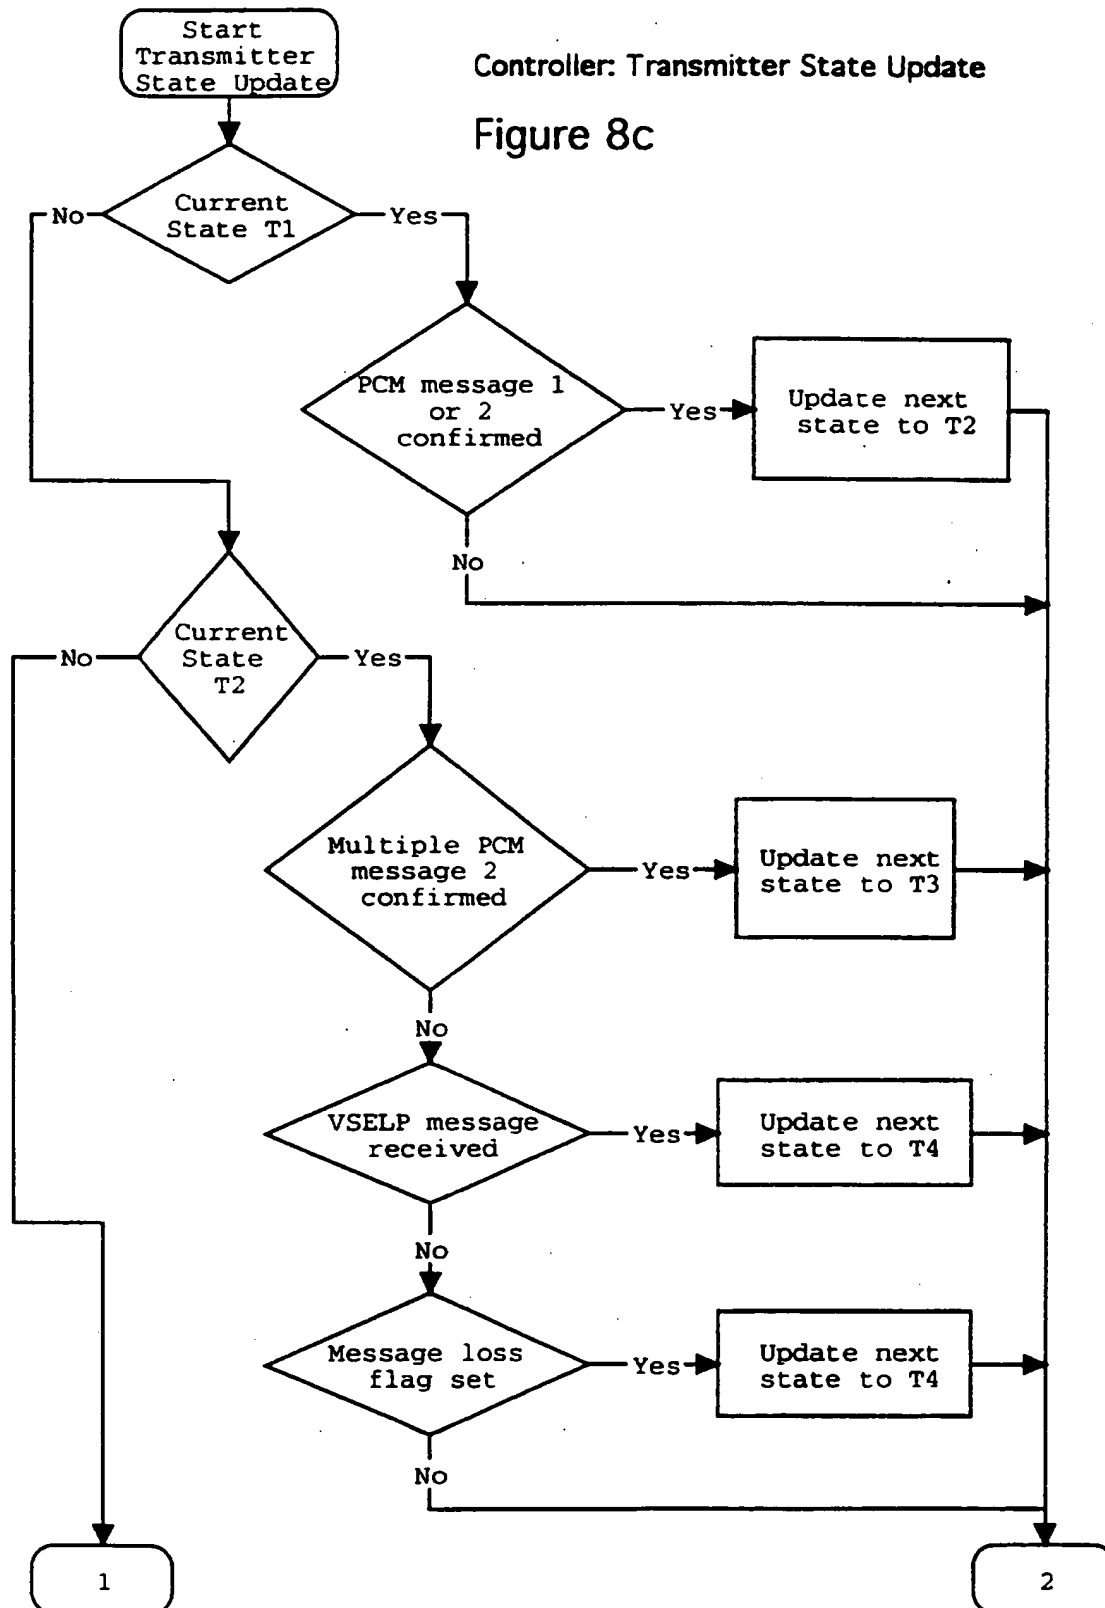 Start
Transmitter
State Update
Controller: Transmitter State Update
Figure 8c
Current
State T1
No
Yes
PCM message 1
or 2
confirmed
Yes
Update next
state to T2
No
Current
State
T2
No
Yes
Multiple PCM
message 2
confirmed
Yes
Update next
state to T3
No
VSELP message
received
Yes
Update next
state to T4
No
Message loss
flag set
Yes
Update next
state to T4
No
1
2